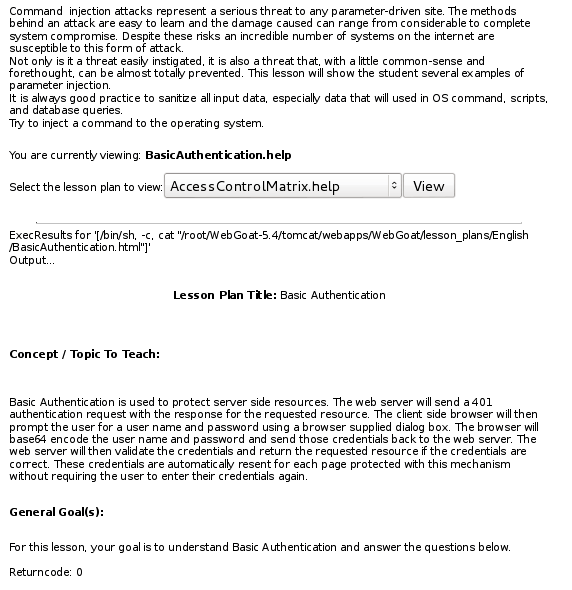 Command  injection attacks represent a serious threat to any parameter-driven site. The methods
behind an attack are easy to learn and the damage caused can range from considerable to complete
system compromise. Despite these risks an incredible number of systems on the internet are
susceptible to this form of attack.
Not only is it a threat easily instigated, it is also a threat that, with a little common-sense and
forethought, can be almost totally prevented. This lesson will show the student several examples of
parameter injection.
It is always good practice to sanitize all input data, especially data that will used in OS command, scripts,
and database queries.
Try to inject a command to the operating system.
You are currently viewing: BasicAuthentication.help
Select the lesson plan to view: AccessControlMatrix.help View
ExecResults for '[/bin/sh, -c, cat "/root/WebGoat-5.4/tomcat/webapps/WebGoat/lesson_plans/English
/BasicAuthentication.html"]'
Output...
Lesson Plan Title: Basic Authentication
Concept / Topic To Teach:
Basic Authentication is used to protect server side resources. The web server will send a 401
authentication request with the response for the requested resource. The client side browser will then
prompt the user for a user name and password using a browser supplied dialog box. The browser will
base64 encode the user name and password and send those credentials back to the web server. The
web server will then validate the credentials and return the requested resource if the credentials are
correct. These credentials are automatically resent for each page protected with this mechanism
without requiring the user to enter their credentials again.
General Goal(s):
For this lesson, your goal is to understand Basic Authentication and answer the questions below.
Returncode: 0